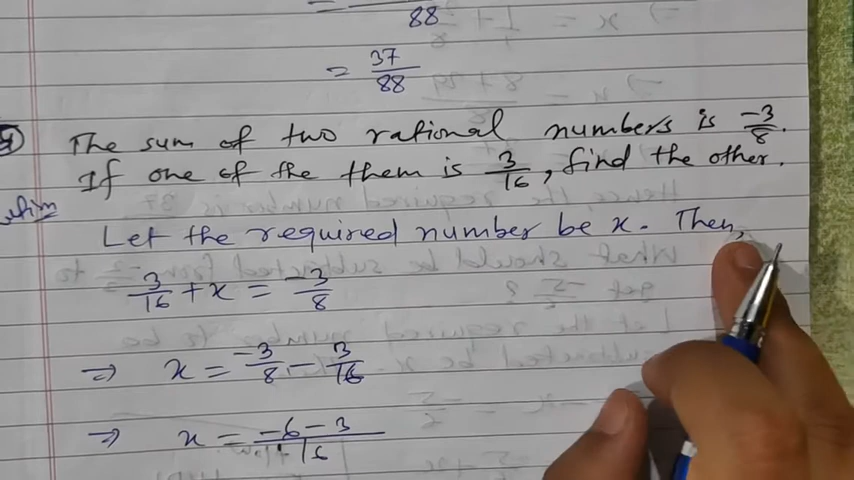 88
= 37/88
The sum of two rational numbers is -3/8.
If one of the them is 3/16, find the other.
Let the required number be x. Then,
3/16 + x = -3/8
⇒ x = -3/8 - 3/16
⇒ x = -6-3/16